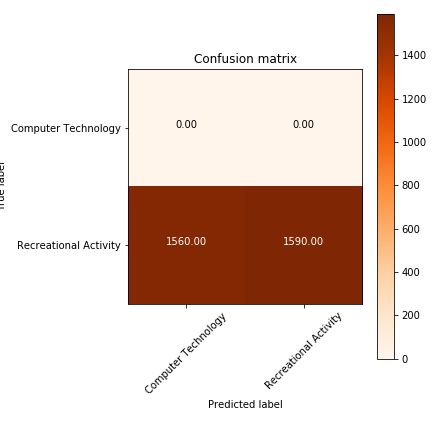 Confusion matrix
Computer Technology
0.00 0.00
Recreational Activity
1560.00 1590.00
Computer Technology
Recreational Activity
Predicted label
label
1400
1200
1000
800
600
400
200
0